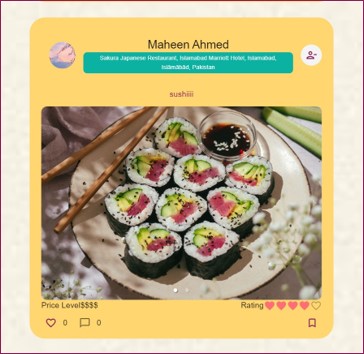 Maheen Ahmed
Sakura Japanese Restaurant, Islamabad Marriott Hotel, Islamabad,
Islāmābād, Pakistan
sushiiii
Price Level$$$$
Rating
0
0